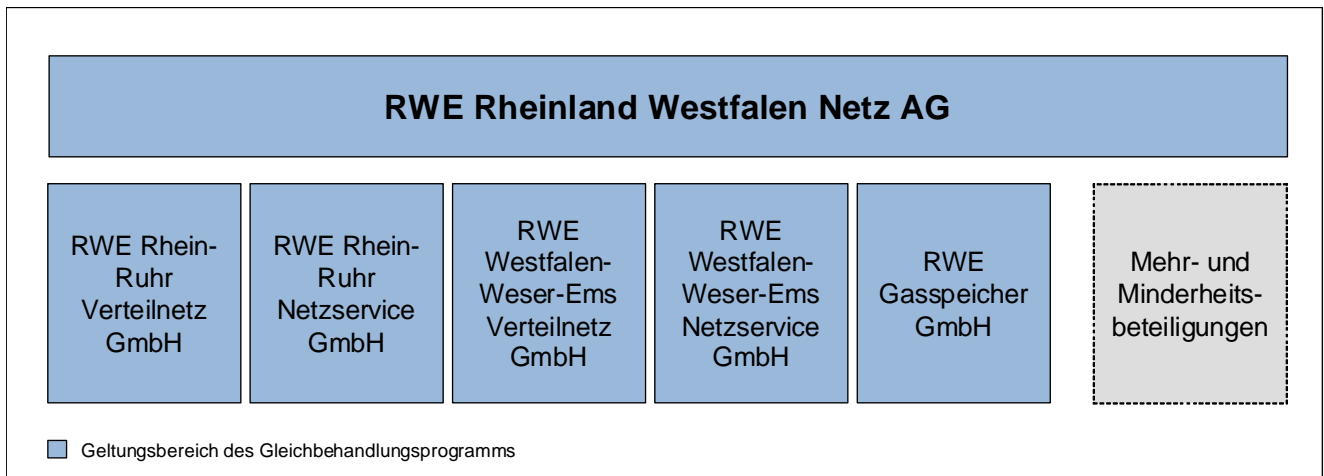 RWE Rheinland Westfalen Netz AG
RWE Rhein-
Ruhr
Verteilnetz
GmbH
RWE Rhein-
Ruhr
Netzservice
GmbH
RWE
Westfalen-
Weser-Ems
Verteilnetz
GmbH
RWE
Westfalen-
Weser-Ems
Netzservice
GmbH
RWE
Gasspeicher
GmbH
Mehr- und
Minderheits-
beteiligungen
Geltungsbereich des Gleichbehandlungsprogramms